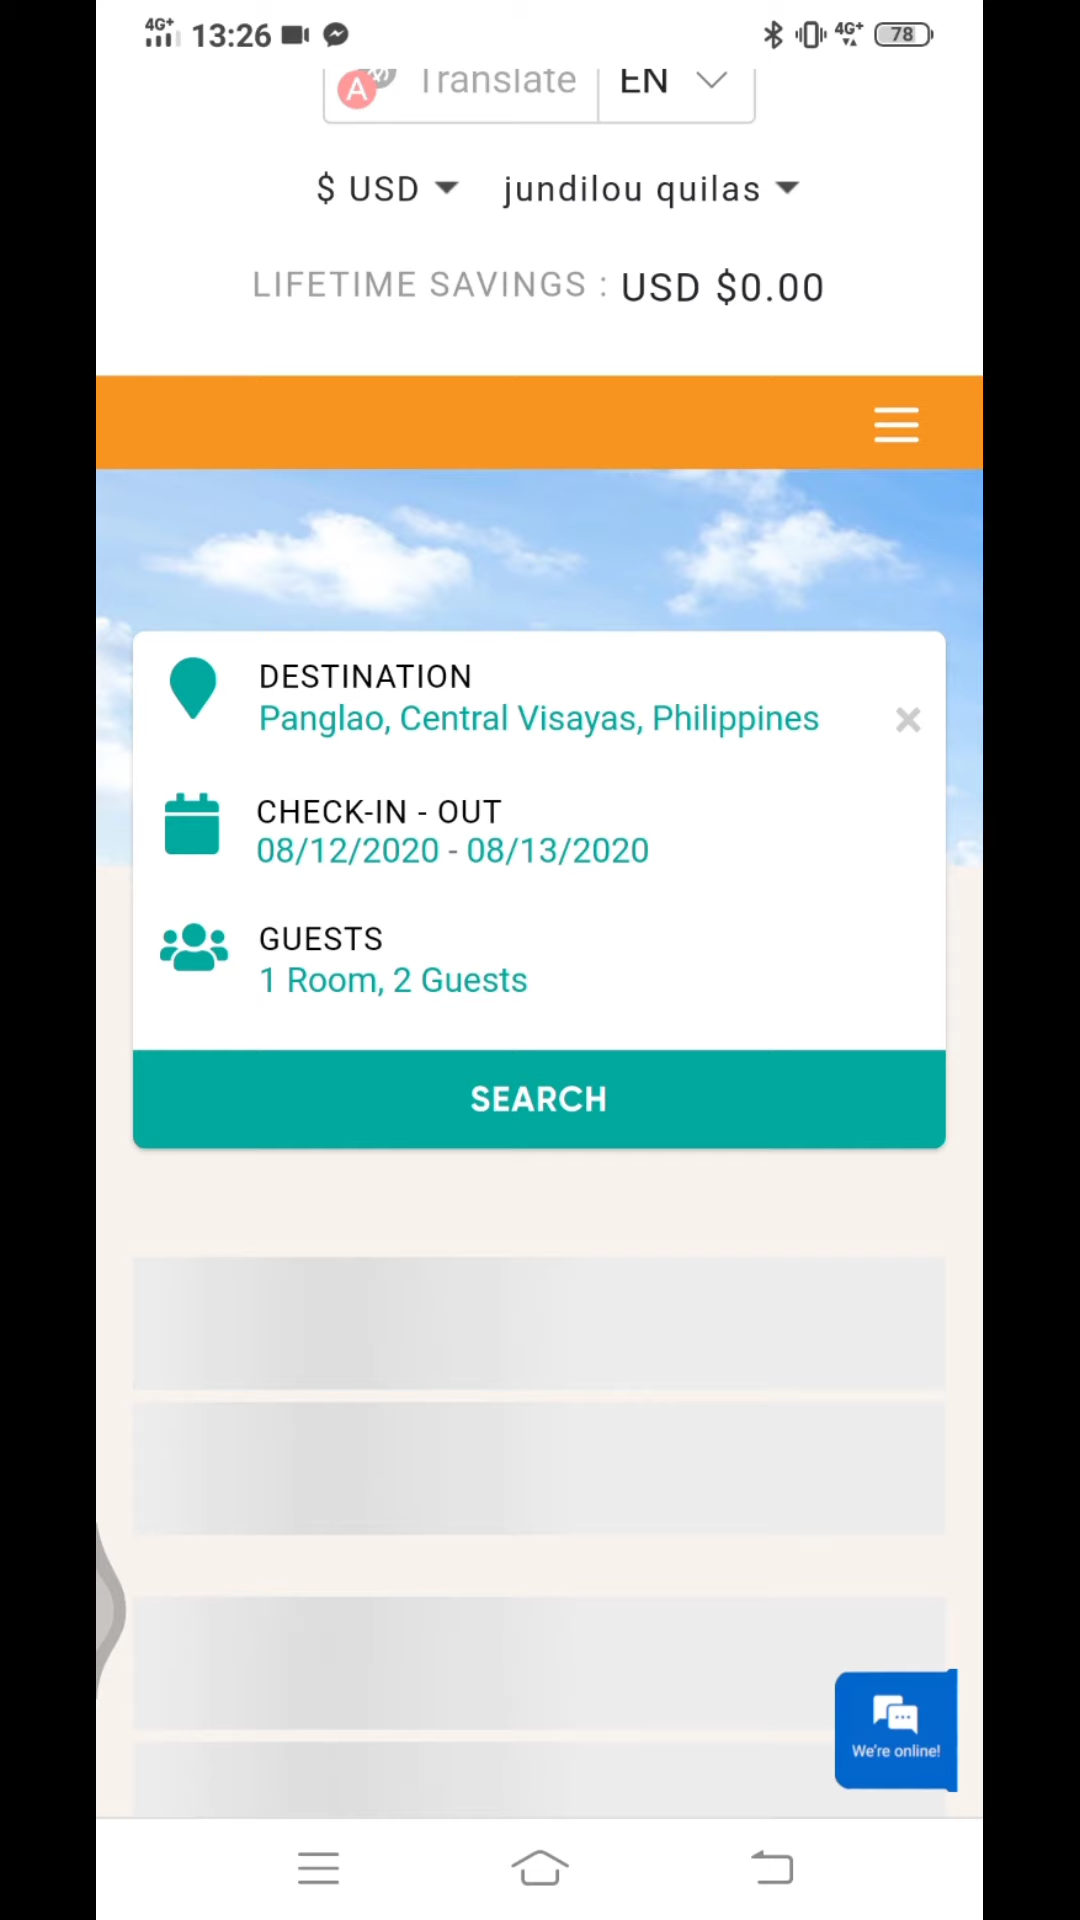 4G+ 13:26 4G+ 78
A Translate EN
$ USD jundilou quilas
LIFETIME SAVINGS : USD $0.00
DESTINATION
Panglao, Central Visayas, Philippines
CHECK-IN - OUT
08/12/2020 - 08/13/2020
GUESTS
1 Room, 2 Guests
SEARCH
We're online!